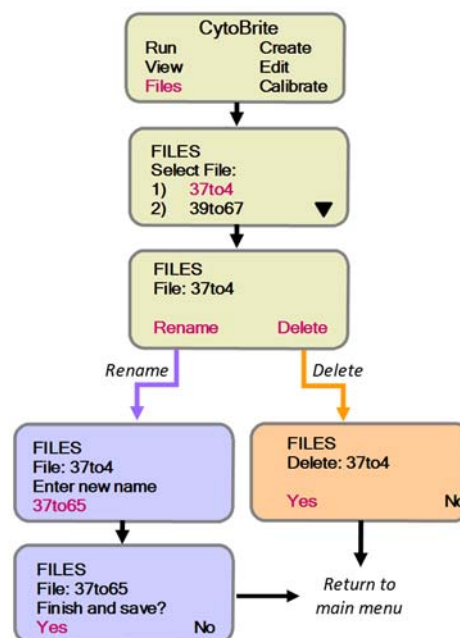 CytoBrite
Run Create
View Edit
Files Calibrate
FILES
Select File:
1) 37to4
2) 39to67
FILES
File: 37to4
Rename Delete
Rename Delete
FILES
File: 37to4
Enter new name
37to65
FILES
Delete: 37to4
Yes No
FILES
File: 37to65
Finish and save?
Yes No
Return to
main menu